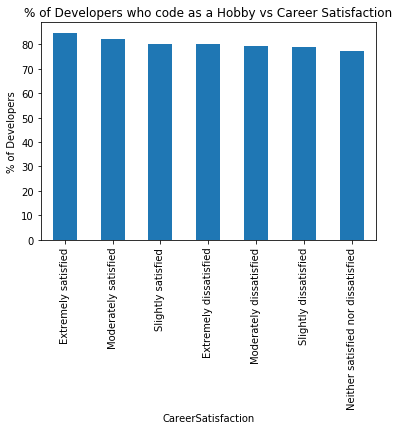 % of Developers who code as a Hobby vs Career Satisfaction
% of Developers
80
70
60
50
40
30
20
10
0
Extremely satisfied
Moderately satisfied
Slightly satisfied
Extremely dissatisfied
Moderately dissatisfied
Slightly dissatisfied
Neither satisfied nor dissatisfied
CareerSatisfaction